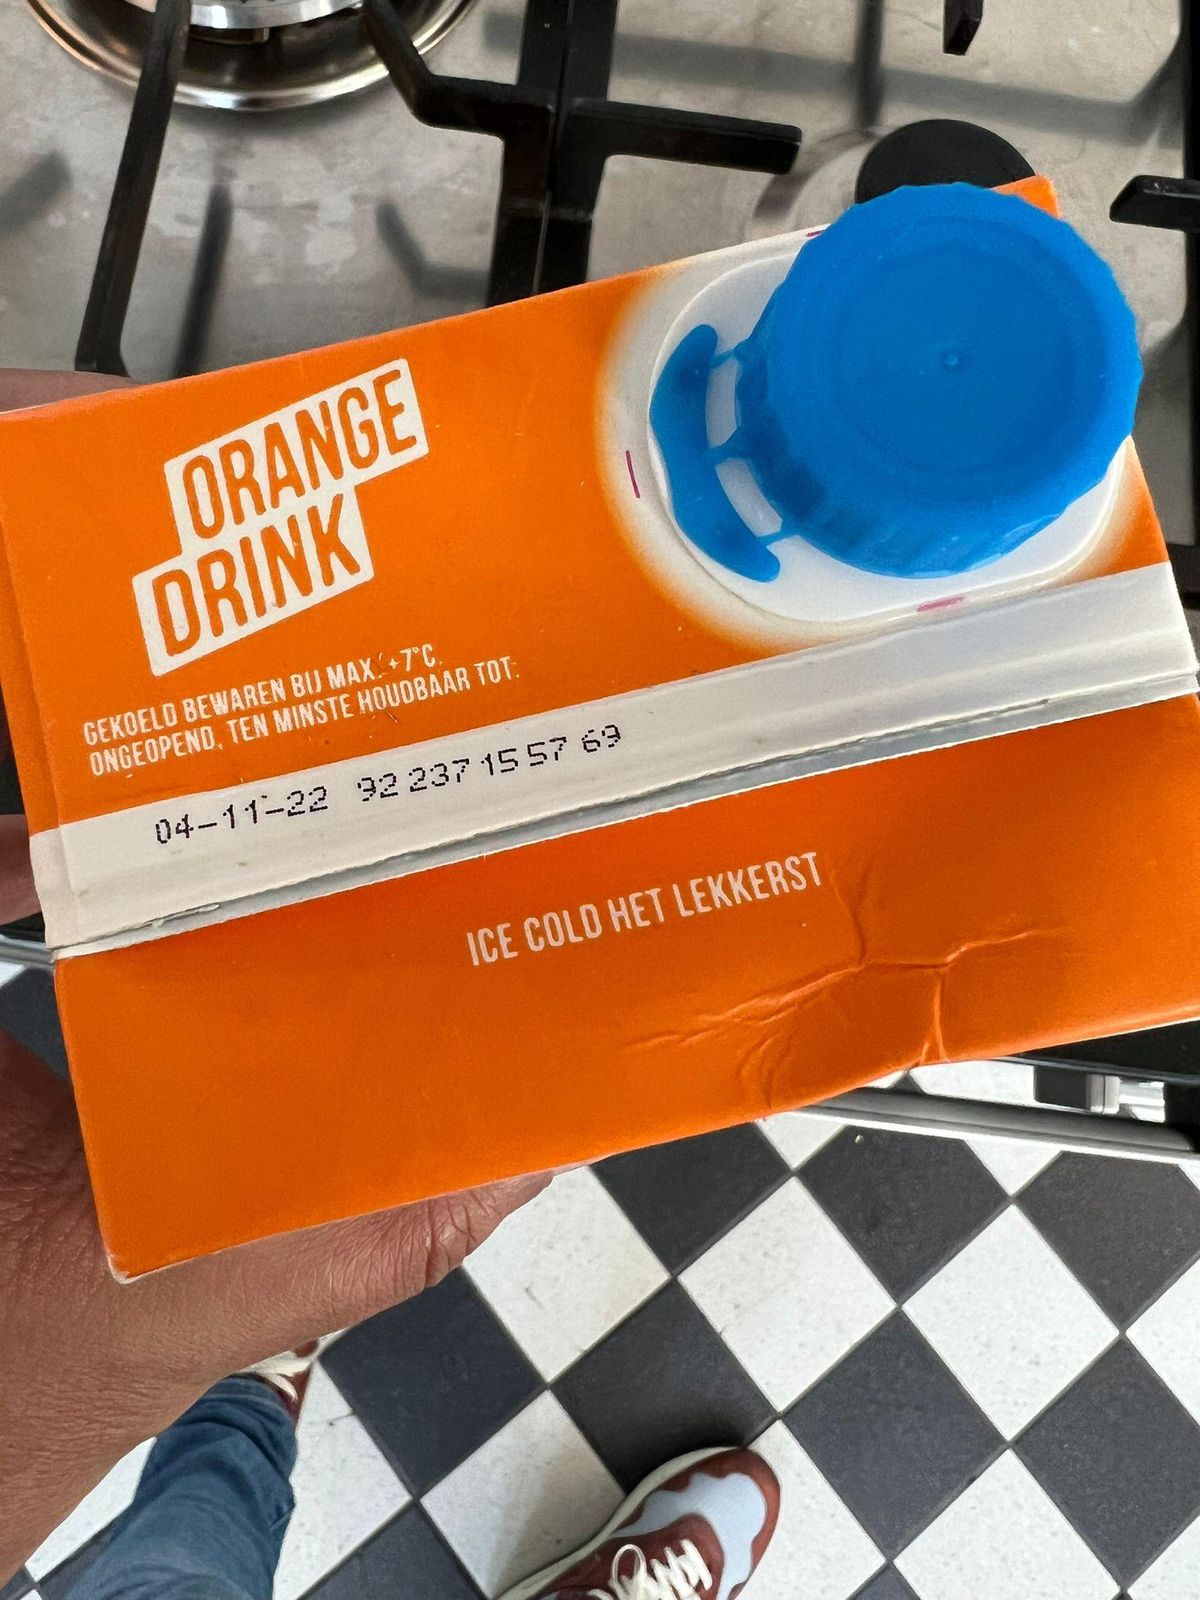 ORANGE
DRINK
GEKOELD BEWAREN BIJ MAX. +7°C.
ONGEOPEND, TEN MINSTE HOUDBAAR TOT:
04-11-22 92 237 15 57 69
ICE COLD HET LEKKERST